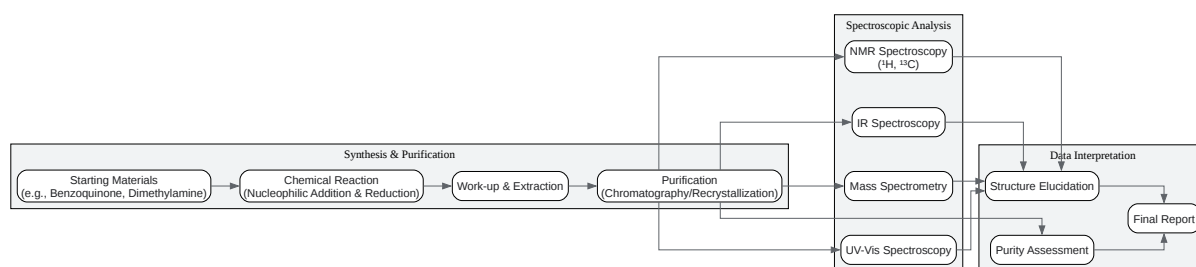 Spectroscopic Analysis
NMR Spectroscopy
(¹H, ¹³C)
IR Spectroscopy
Synthesis & Purification
Data Interpretation
Starting Materials
(e.g., Benzoquinone, Dimethylamine)
Chemical Reaction
(Nucleophilic Addition & Reduction)
Work-up & Extraction
Purification
(Chromatography/Recrystallization)
Mass Spectrometry
Structure Elucidation
Final Report
UV-Vis Spectroscopy
Purity Assessment